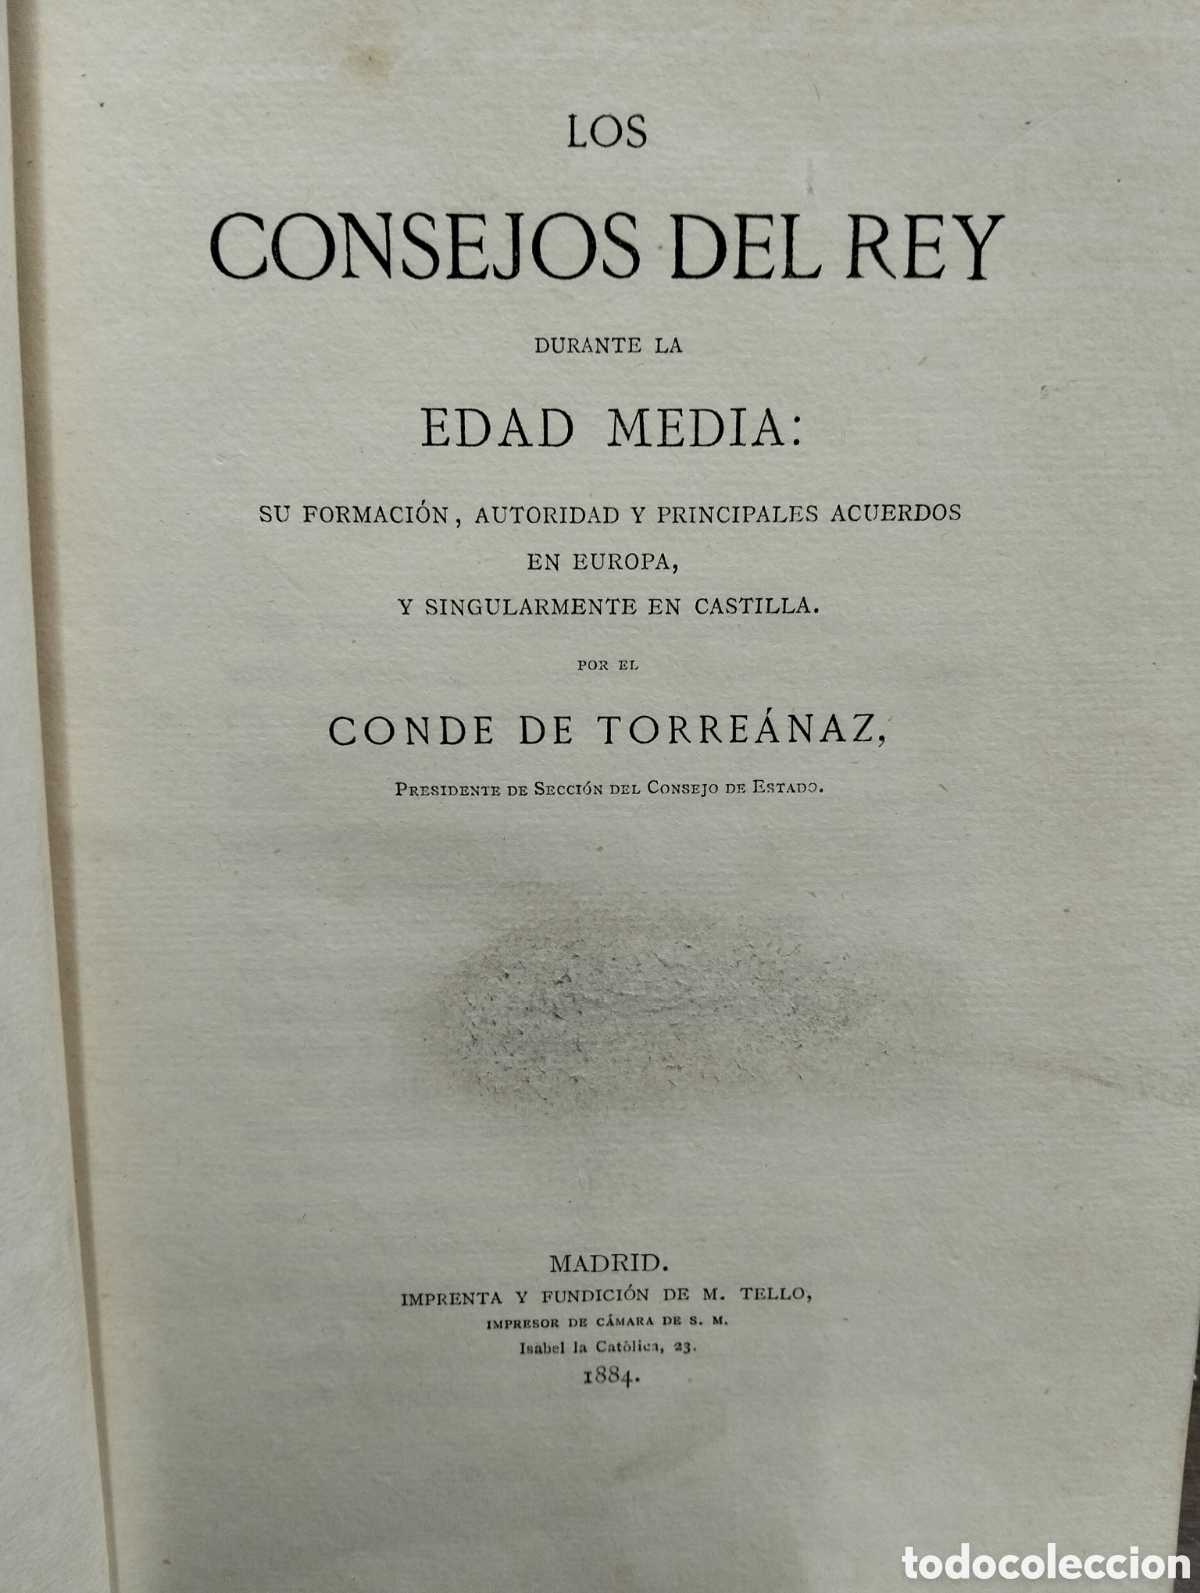 LOS
CONSEJOS DEL REY
DURANTE LA
EDAD MEDIA:
SU FORMACIÓN, AUTORIDAD Y PRINCIPALES ACUERDOS
EN EUROPA,
Y SINGULARMENTE EN CASTILLA.
POR EL
CONDE DE TORREÁNAZ,
PRESIDENTE DE SECCIÓN DEL CONSEJO DE ESTADO.
MADRID.
IMPRENTA Y FUNDICIÓN DE M. TELLO,
IMPRESOR DE CÁMARA DE S. M.
Isabel la Católica, 23.
1884.
todocoleccion